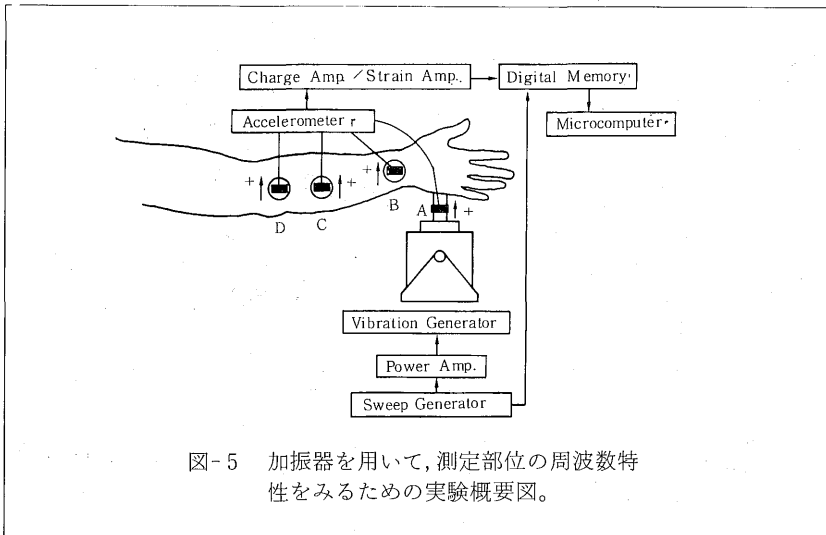 Charge Amp. / Strain Amp.
Digital Memory
Accelerometer
Microcomputer
+
+
+
B
A
+
D
C
Vibration Generator
Power Amp.
Sweep Generator
図-5 加振器を用いて,測定部位の周波数特
性をみるための実験概要図。